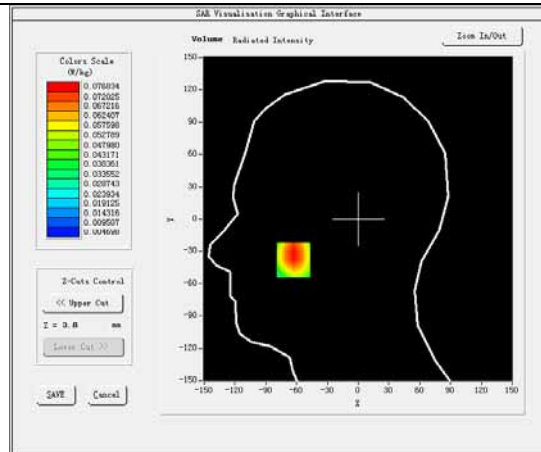 SAR Visualisation Graphical Interface
Volume Radiated Intensity
Zoom In/Out
Colors Scale
(W/kg)
0.076834
0.072025
0.067216
0.062407
0.057598
0.052789
0.047980
0.043171
0.038361
0.033552
0.028743
0.023934
0.019125
0.014316
0.009507
0.004698
150
120
90
60
30
0
-30
-60
-90
-120
-150
Y
-150 -120 -90 -60 -30 0 30 60 90 120 150
X
Z-Cuts Control
<< Upper Cut
Z = 3.8 mm
Lower Cut >>
SAVE
Cancel